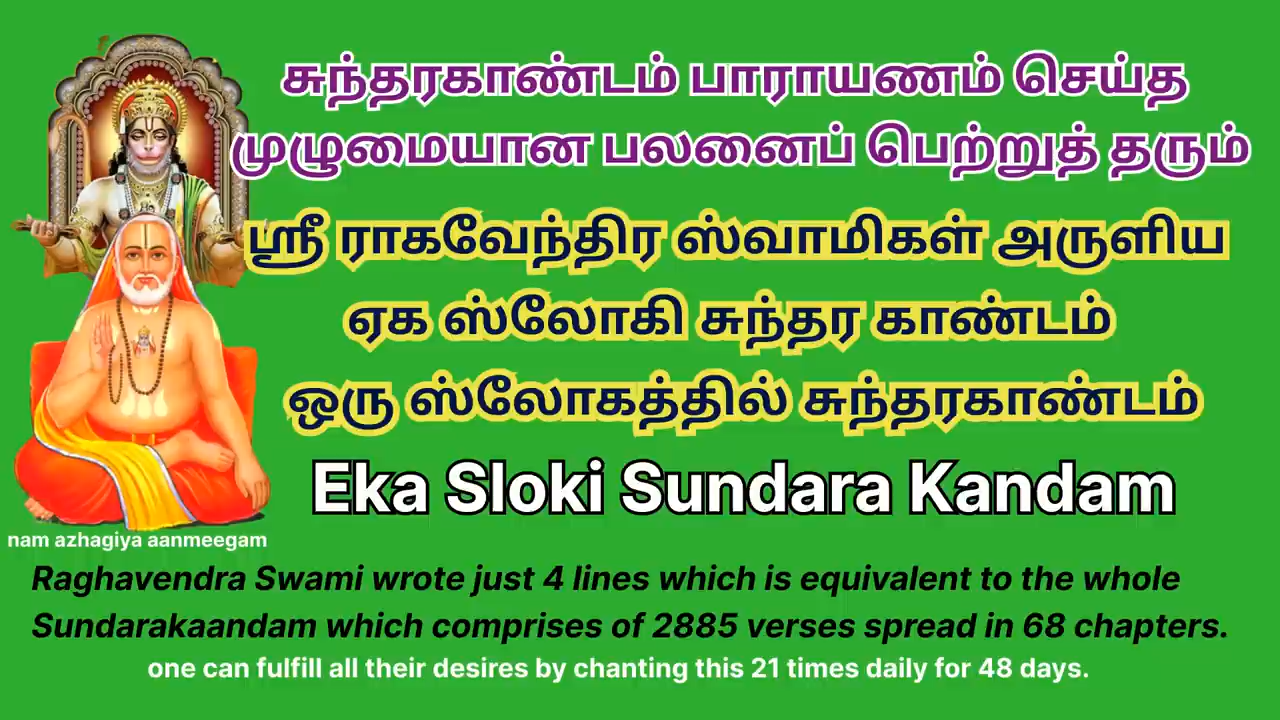 சுந்தரகாண்டம் பாராயணம் செய்த
முழுமையான பலனைப் பெற்றுத் தரும்
ஸ்ரீ ராகவேந்திர ஸ்வாமிகள் அருளிய
ஏக ஸ்லோகி சுந்தர காண்டம்
ஒரு ஸ்லோகத்தில் சுந்தரகாண்டம்
Eka Sloki Sundara Kandam
nam azhagiya aanmeegam
Raghavendra Swami wrote just 4 lines which is equivalent to the whole
Sundarakaandam which comprises of 2885 verses spread in 68 chapters.
one can fulfill all their desires by chanting this 21 times daily for 48 days.